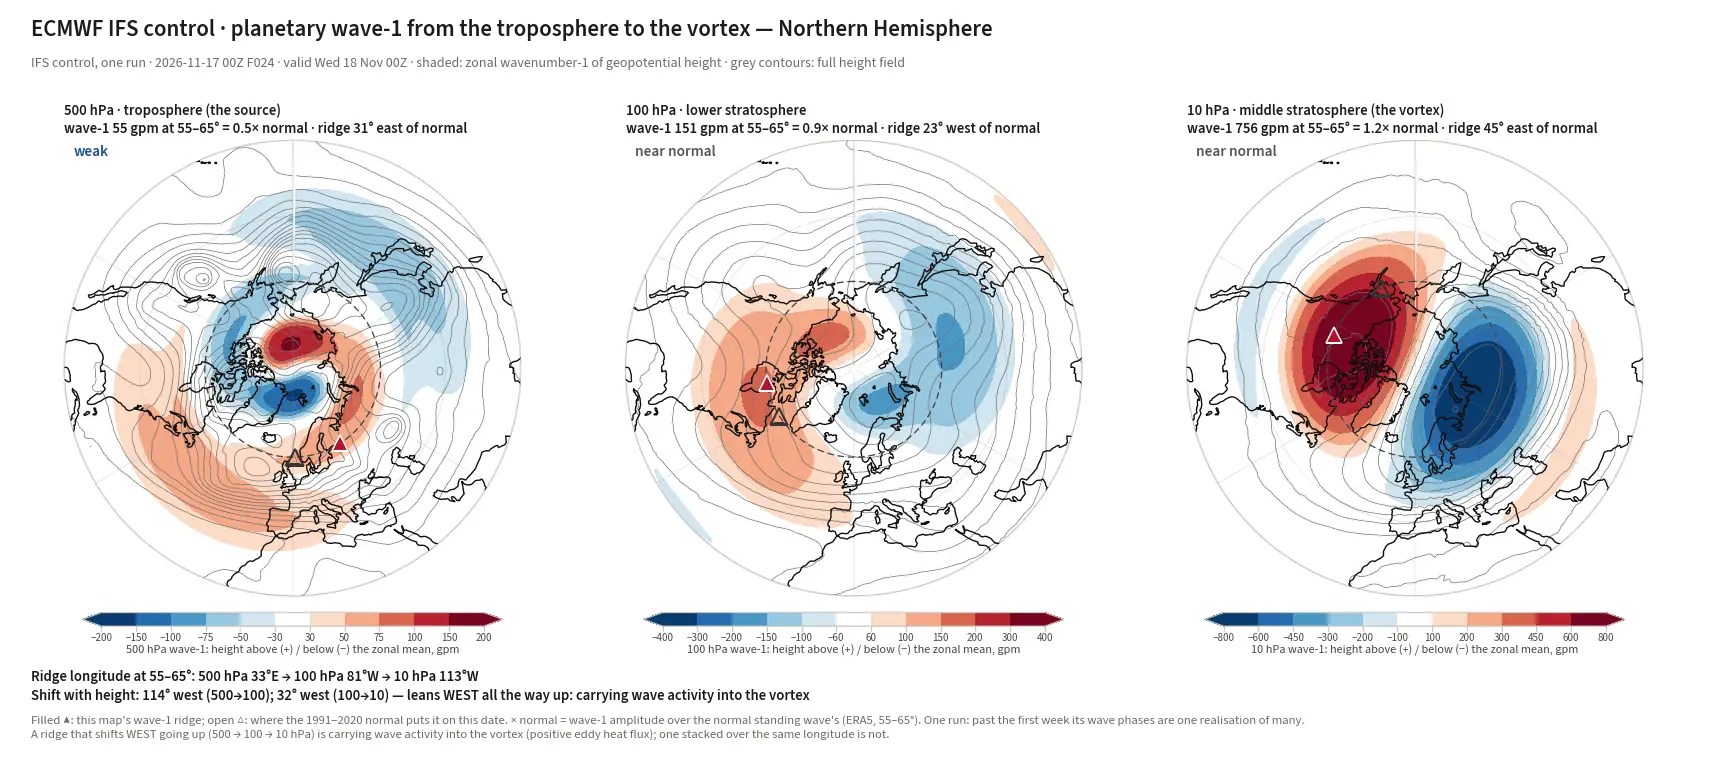 ECMWF IFS control · planetary wave-1 from the troposphere to the vortex — Northern Hemisphere
IFS control, one run · 2026-11-17 00Z F024 · valid Wed 18 Nov 00Z · shaded: zonal wavenumber-1 of geopotential height · grey contours: full height field
500 hPa · troposphere (the source)
wave-1 55 gpm at 55–65° = 0.5× normal · ridge 31° east of normal
weak
100 hPa · lower stratosphere
wave-1 151 gpm at 55–65° = 0.9× normal · ridge 23° west of normal
near normal
10 hPa · middle stratosphere (the vortex)
wave-1 756 gpm at 55–65° = 1.2× normal · ridge 45° east of normal
near normal
−200 −150 −100 −75 −50 −30 30 50 75 100 150 200
500 hPa wave-1: height above (+) / below (−) the zonal mean, gpm
−400 −300 −200 −150 −100 −60 60 100 150 200 300 400
100 hPa wave-1: height above (+) / below (−) the zonal mean, gpm
−800 −600 −450 −300 −200 −100 100 200 300 450 600 800
10 hPa wave-1: height above (+) / below (−) the zonal mean, gpm
Ridge longitude at 55–65°: 500 hPa 33°E → 100 hPa 81°W → 10 hPa 113°W
Shift with height: 114° west (500→100); 32° west (100→10) — leans WEST all the way up: carrying wave activity into the vortex
Filled ▲: this map's wave-1 ridge; open △: where the 1991–2020 normal puts it on this date. × normal = wave-1 amplitude over the normal standing wave's (ERA5, 55–65°). One run: past the first week its wave phases are one realisation of many.
A ridge that shifts WEST going up (500 → 100 → 10 hPa) is carrying wave activity into the vortex (positive eddy heat flux); one stacked over the same longitude is not.